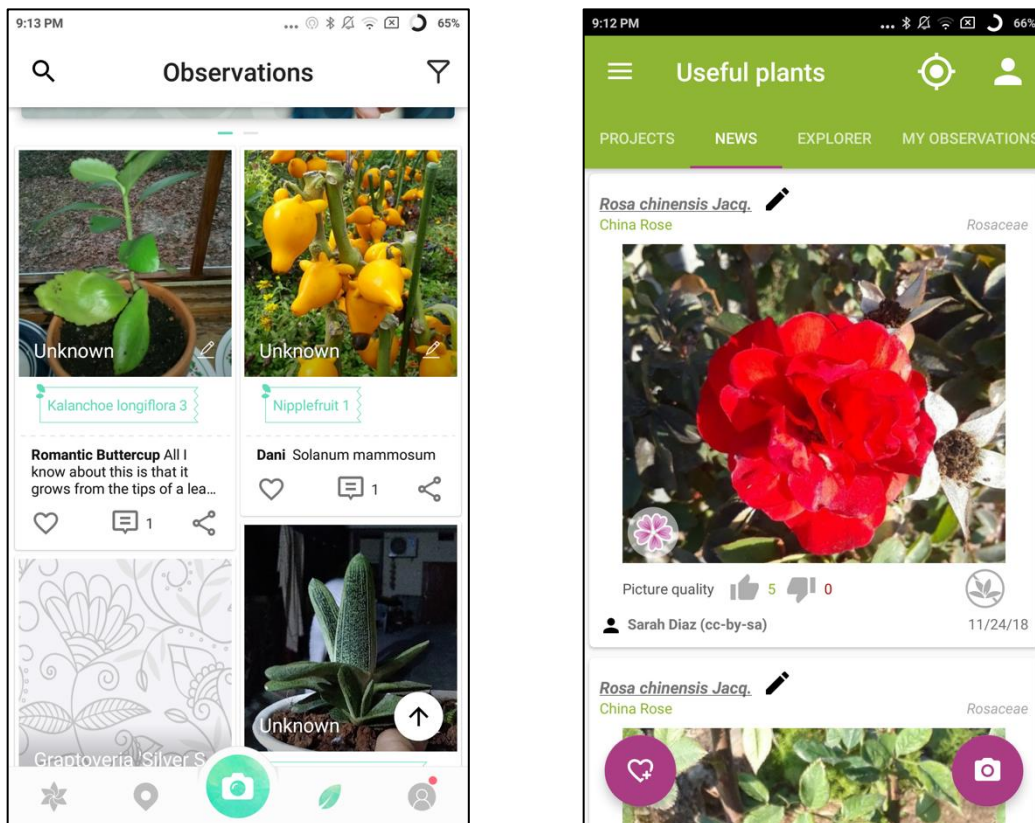 9:13 PM
65%
Observations
Unknown
Kalanchoe longiflora 3
Romantic Buttercup All I
know about this is that it
grows from the tips of a lea...
1
Unknown
Nipplefruit 1
Dani Solanum mammosum
1
Graptoveria 'Silver S
Unknown
9:12 PM
66%
Useful plants
PROJECTS NEWS EXPLORER MY OBSERVATIONS
Rosa chinensis Jacq.
China Rose
Rosaceae
Picture quality 5 0
Sarah Diaz (cc-by-sa)
11/24/18
Rosa chinensis Jacq.
China Rose
Rosaceae